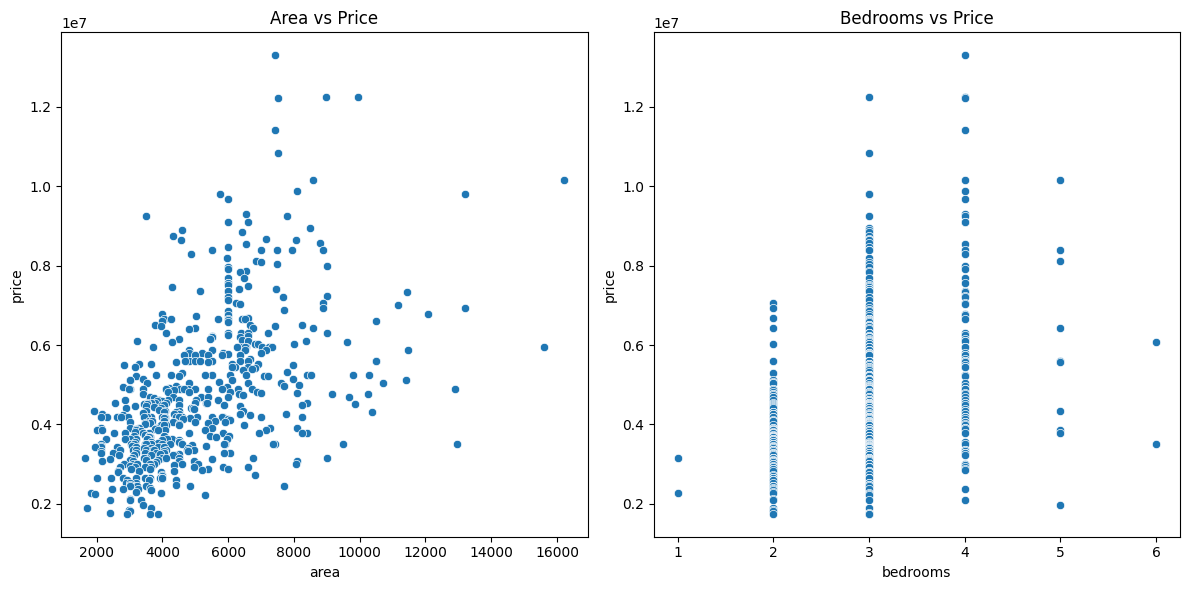 Area vs Price
1e7
1.2
1.0
0.8
0.6
0.4
0.2
price
2000 4000 6000 8000 10000 12000 14000 16000
area
Bedrooms vs Price
1e7
1.2
1.0
0.8
0.6
0.4
0.2
price
1 2 3 4 5 6
bedrooms